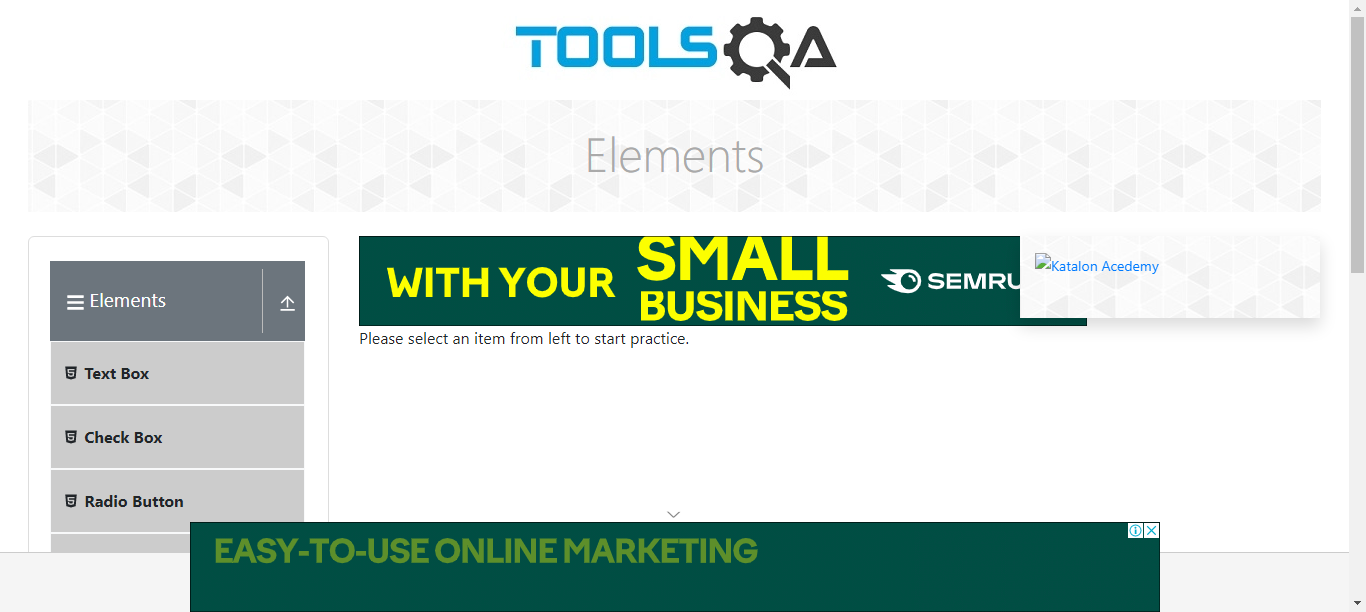 TOOLSQA
Elements
Elements
Text Box
Check Box
Radio Button
WITH YOUR
SMALL
BUSINESS
SEMRU
Katalon Acedemy
Please select an item from left to start practice.
EASY-TO-USE ONLINE MARKETING